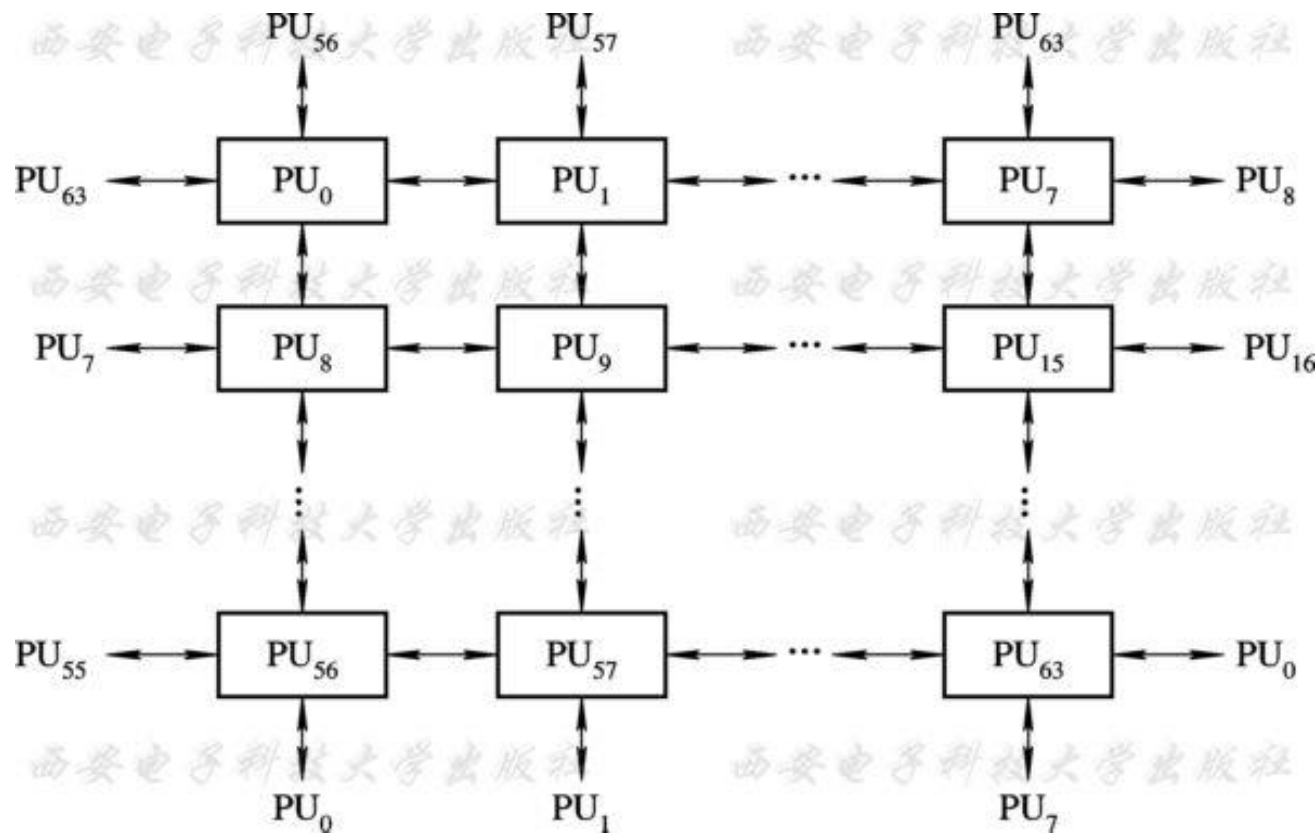 西安电子科技大学出版社 西安电子科技大学出版社
PU₅₆ PU₅₇ PU₆₃
PU₆₃ PU₀ PU₁ ... PU₇ PU₈
西安电子科技大学出版社 西安电子科技大学出版社
PU₇ PU₈ PU₉ ... PU₁₅ PU₁₆
⋮ ⋮ ⋮
西安电子科技大学出版社 西安电子科技大学出版社
PU₅₅ PU₅₆ PU₅₇ ... PU₆₃ PU₀
西安电子科技大学出版社 西安电子科技大学出版社
PU₀ PU₁ PU₇